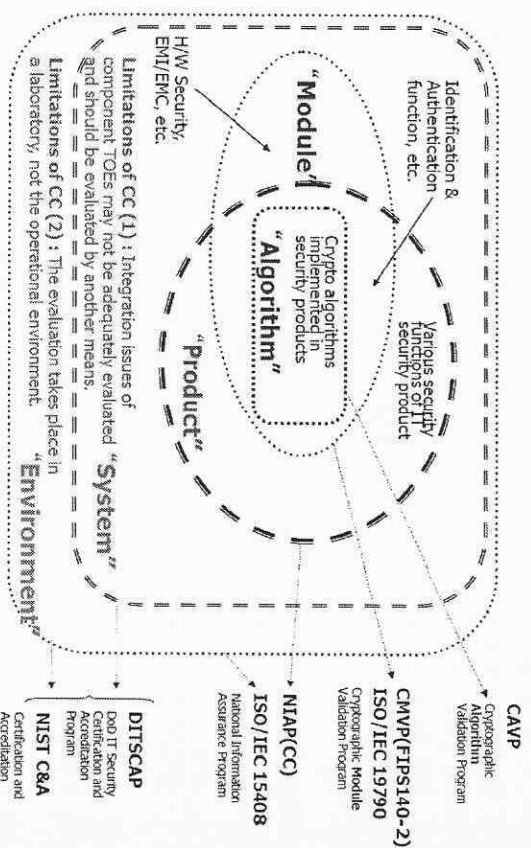 Identification &
Authentication
function, etc.
"Module"
H/W Security,
EMI/EMC, etc.
Various security
functions of IT
security product
Crypto algorithms
implemented in
security products
"Algorithm"
"Product"
Limitations of CC (1) : Integration issues of
component TOEs may not be adequately evaluated
and should be evaluated by another means.
"System"
Limitations of CC (2) : The evaluation takes place in
a laboratory, not the operational environment.
"Environment"
CAVP
Cryptographic
Algorithm
Validation Program
CMVP(FIPS140-2)
ISO/IEC 19790
Cryptographic Module
Validation Program
NIAP(CC)
ISO/IEC 15408
National Information
Assurance Program
DITSCAP
DoD IT Security
Certification and
Accreditation
Program
NIST C&A
Certification and
Accreditation